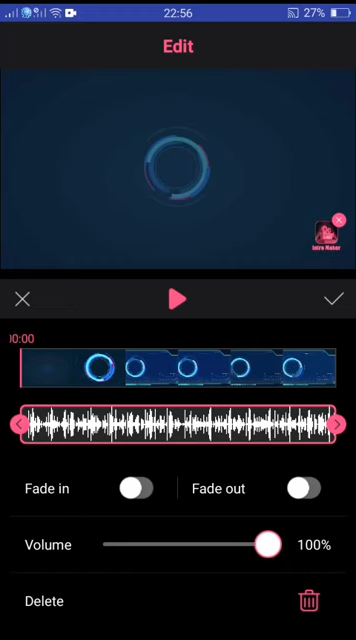 22:56
27%
Edit
Intro Maker
00:00
Fade in
Fade out
Volume
100%
Delete